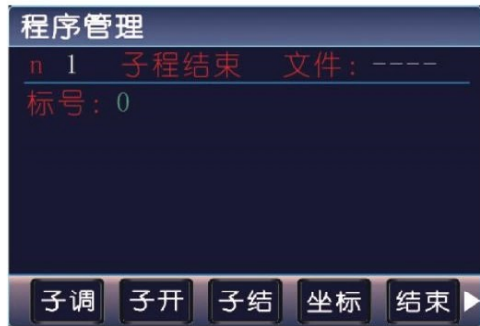 程序管理
n 1 子程结束 文件：----
标号：0
子调 子开 子结 坐标 结束